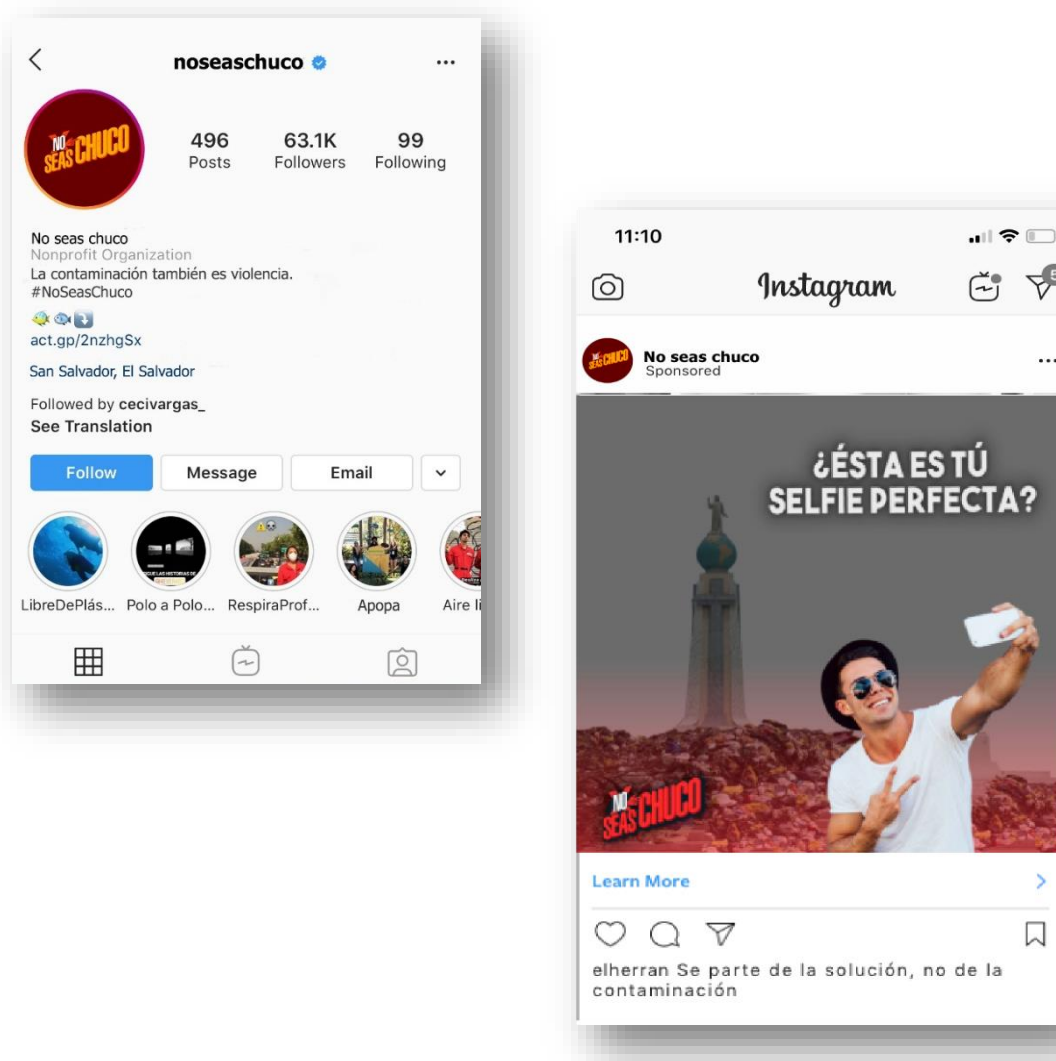 noseaschuco
NO SEAS CHUCO
496
Posts
63.1K
Followers
99
Following
No seas chuco
Nonprofit Organization
La contaminación también es violencia.
#NoSeasChuco
act.gp/2nzhgSx
San Salvador, El Salvador
Followed by cecivargas_
See Translation
Follow
Message
Email
LibreDePlás...
Polo a Polo...
RespiraProf...
Apopa
Aire li
11:10
Instagram
NO SEAS CHUCO
No seas chuco
Sponsored
¿ÉSTA ES TÚ
SELFIE PERFECTA?
NO
SEAS CHUCO
Learn More
elherran Se parte de la solución, no de la
contaminación